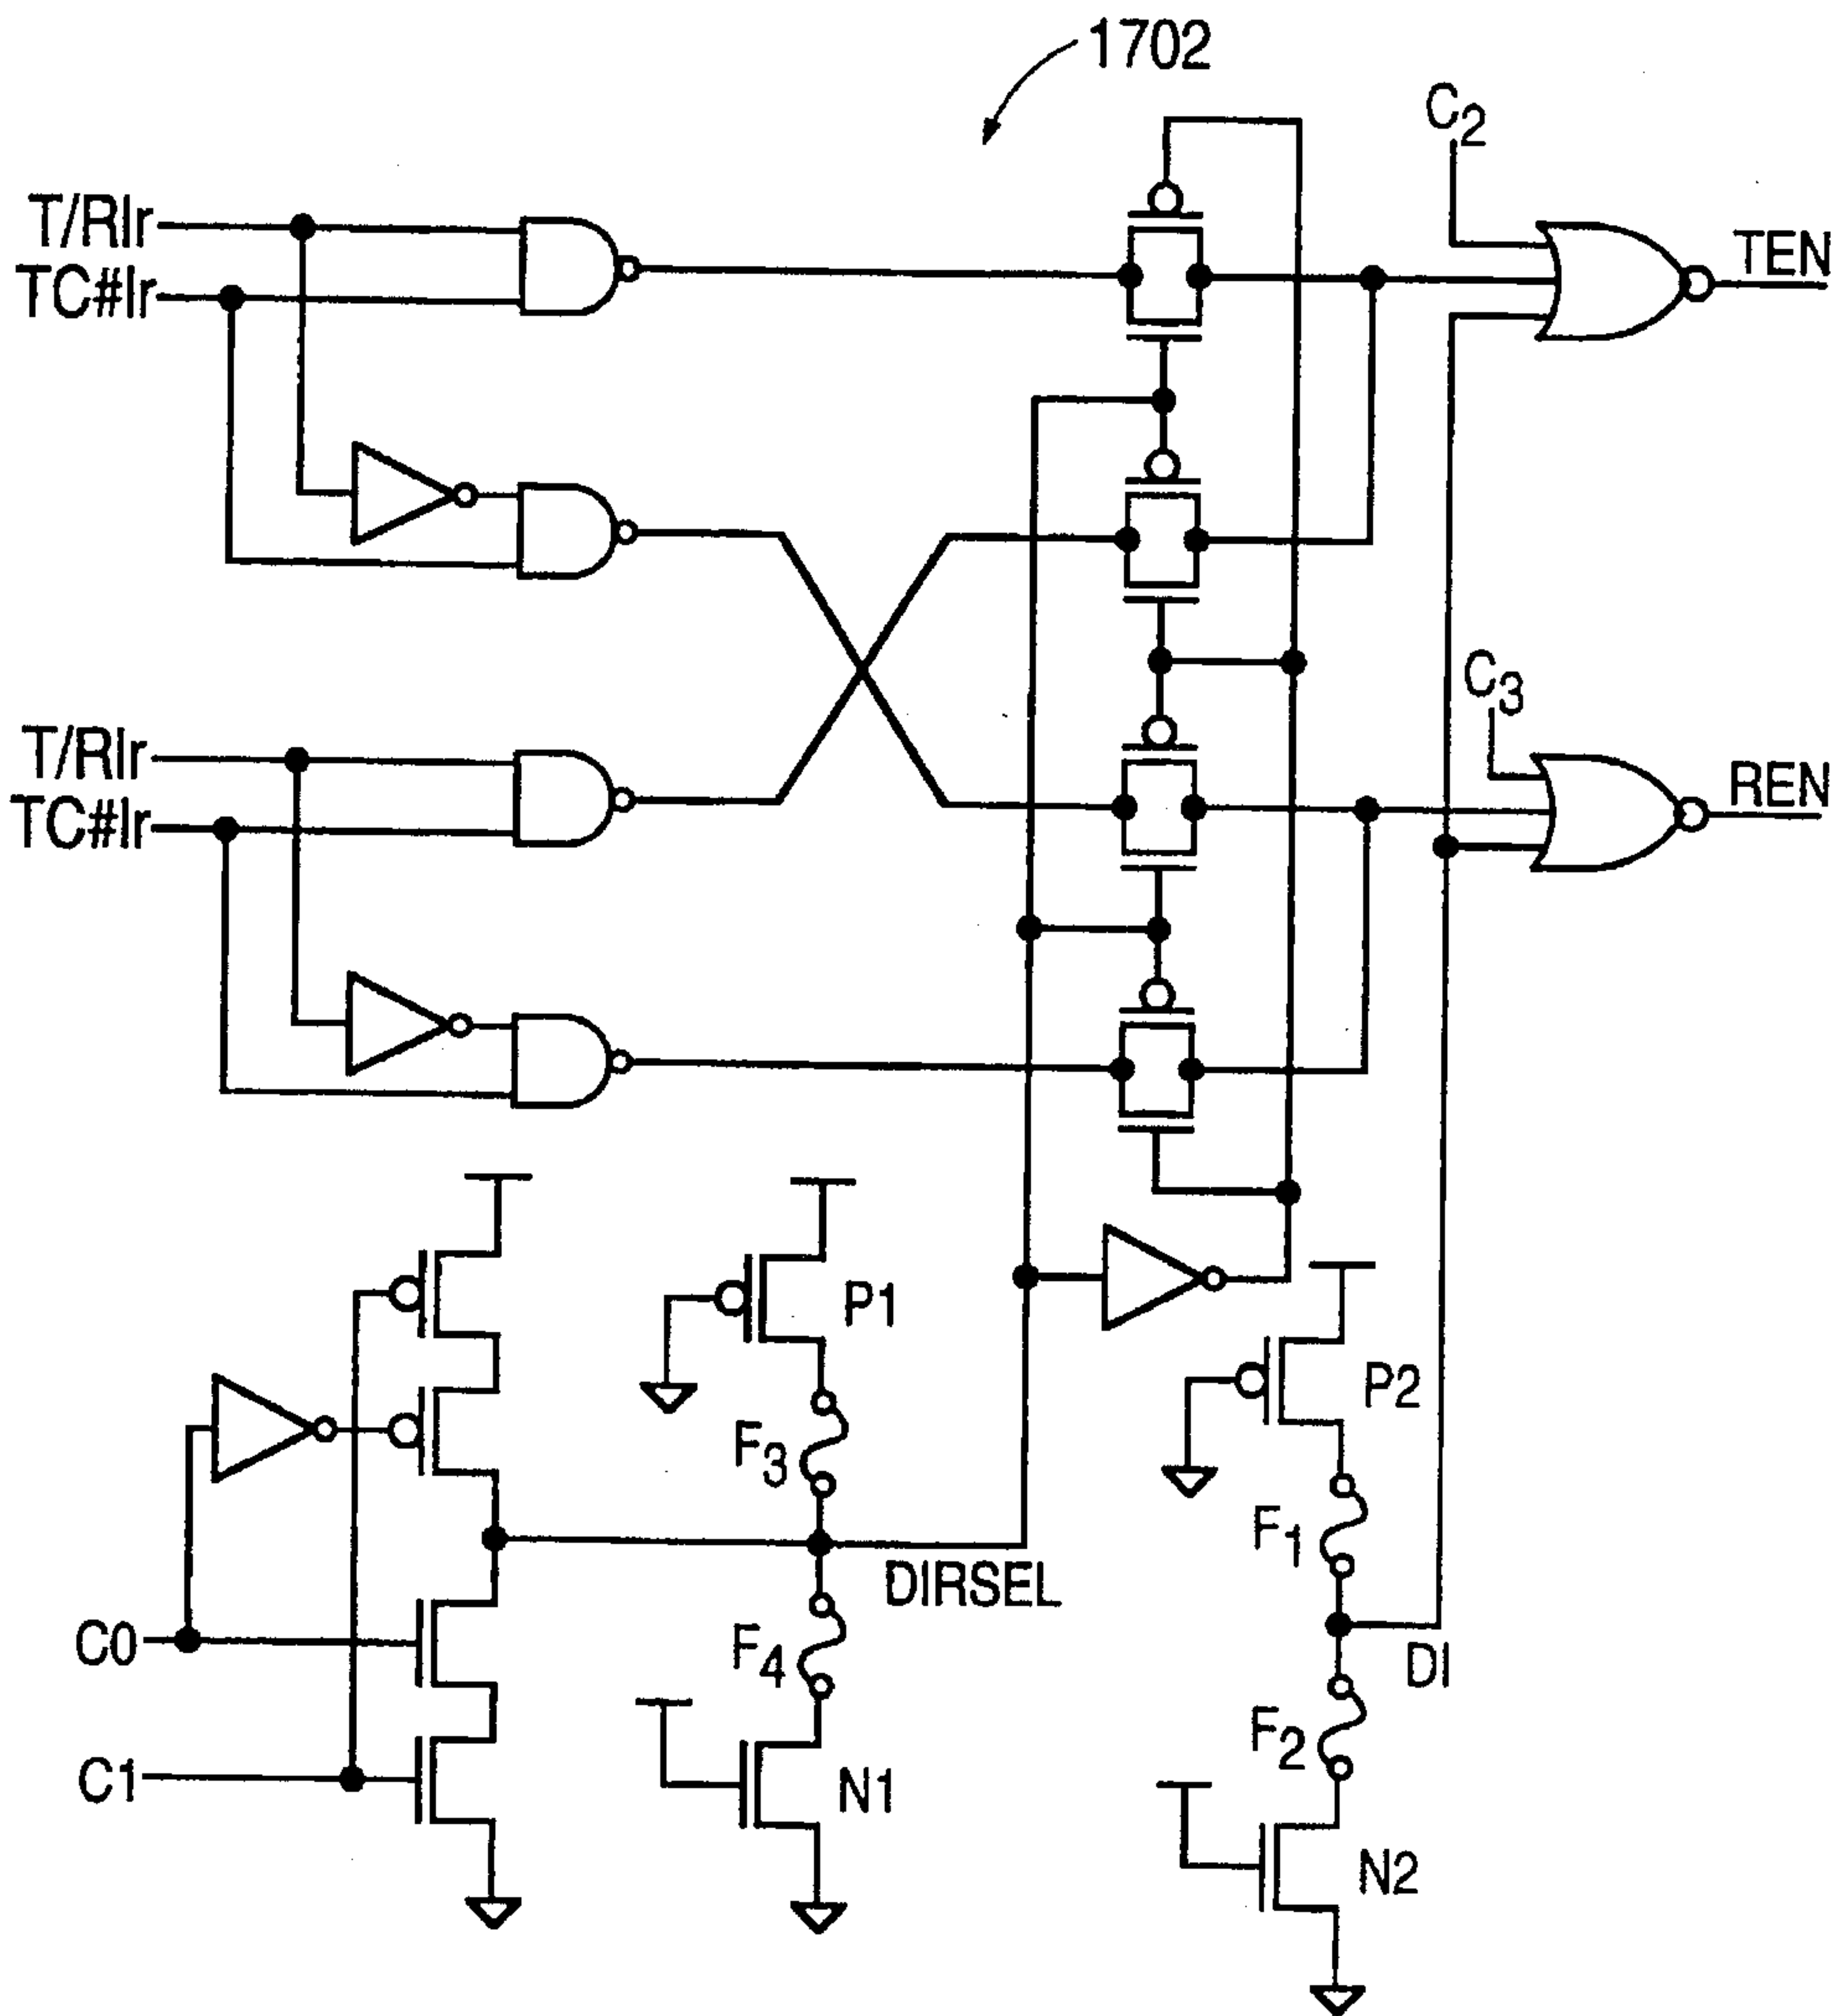 1702
C2
T/RIr
TEN
TC#Ir
C3
T/RIr
REN
TC#Ir
P1
P2
F3
F1
DIRSEL
C0
F4
DI
F2
C1
N1
N2